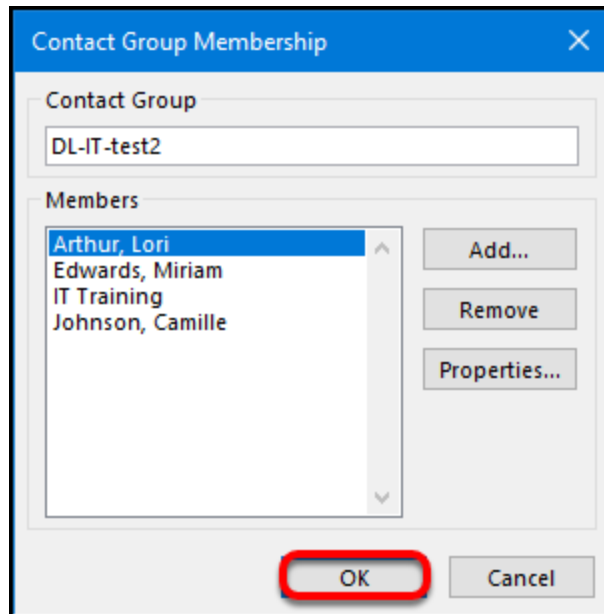 Contact Group Membership
Contact Group
DL-IT-test2
Members
Arthur, Lori
Edwards, Miriam
IT Training
Johnson, Camille
Add...
Remove
Properties...
OK
Cancel